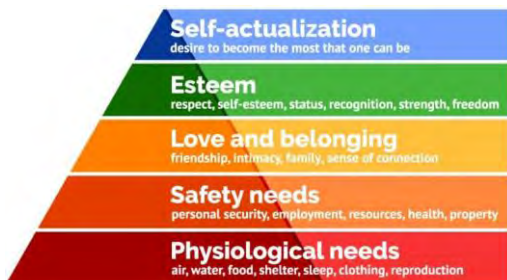 Self-actualization
desire to become the most that one can be
Esteem
respect, self-esteem, status, recognition, strength, freedom
Love and belonging
friendship, intimacy, family, sense of connection
Safety needs
personal security, employment, resources, health, property
Physiological needs
air, water, food, shelter, sleep, clothing, reproduction